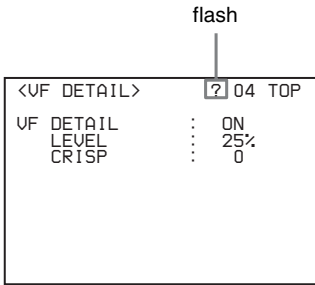 flash
<VF DETAIL> ? 04 TOP
VF DETAIL : ON
LEVEL : 25%
CRISP : 0